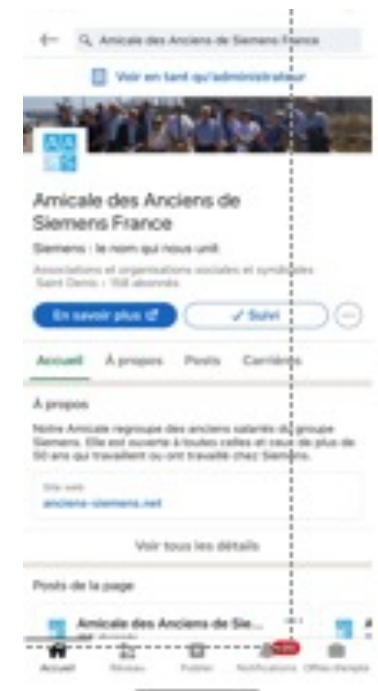 Amicale des Anciens de Siemens France
Voir en tant qu'administrateur
Amicale des Anciens de
Siemens France
Siemens : le nom qui nous unit
Associations et organisations sociales et syndicales
Saint Denis · 158 abonnés
En savoir plus
Suivi
Accueil À propos Posts Carrières
À propos
Notre Amicale regroupe des anciens salariés du groupe
Siemens. Elle est ouverte à toutes celles et ceux de plus de
50 ans qui travaillent ou ont travaillé chez Siemens.
Site web
anciens-siemens.net
Voir tous les détails
Posts de la page
Amicale des Anciens de Sie...
Accueil Réseau Publier Notifications Offres d'emploi